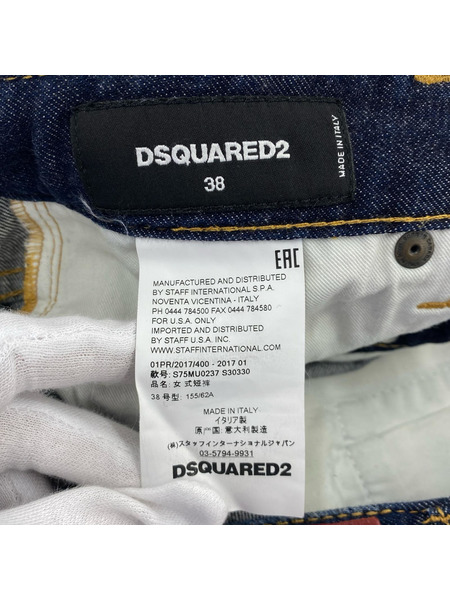 DSQUARED2
38
MADE IN ITALY
EAC
MANUFACTURED AND DISTRIBUTED
BY STAFF INTERNATIONAL S.P.A.
NOVENTA VICENTINA - ITALY
PH 0444 784500 FAX 0444 784580
FOR U.S.A. ONLY
IMPORTED AND DISTRIBUTED
BY STAFF U.S.A. INC.
WWW.STAFFINTERNATIONAL.COM
01PR/2017/400 - 2017 01
款号: S75MU0237 S30330
品名: 女式短裤
38 号型: 155/62A
MADE IN ITALY
イタリア製
原产国: 意大利製造
(株)スタッフインターナショナルジャパン
03-5794-9931
DSQUARED2